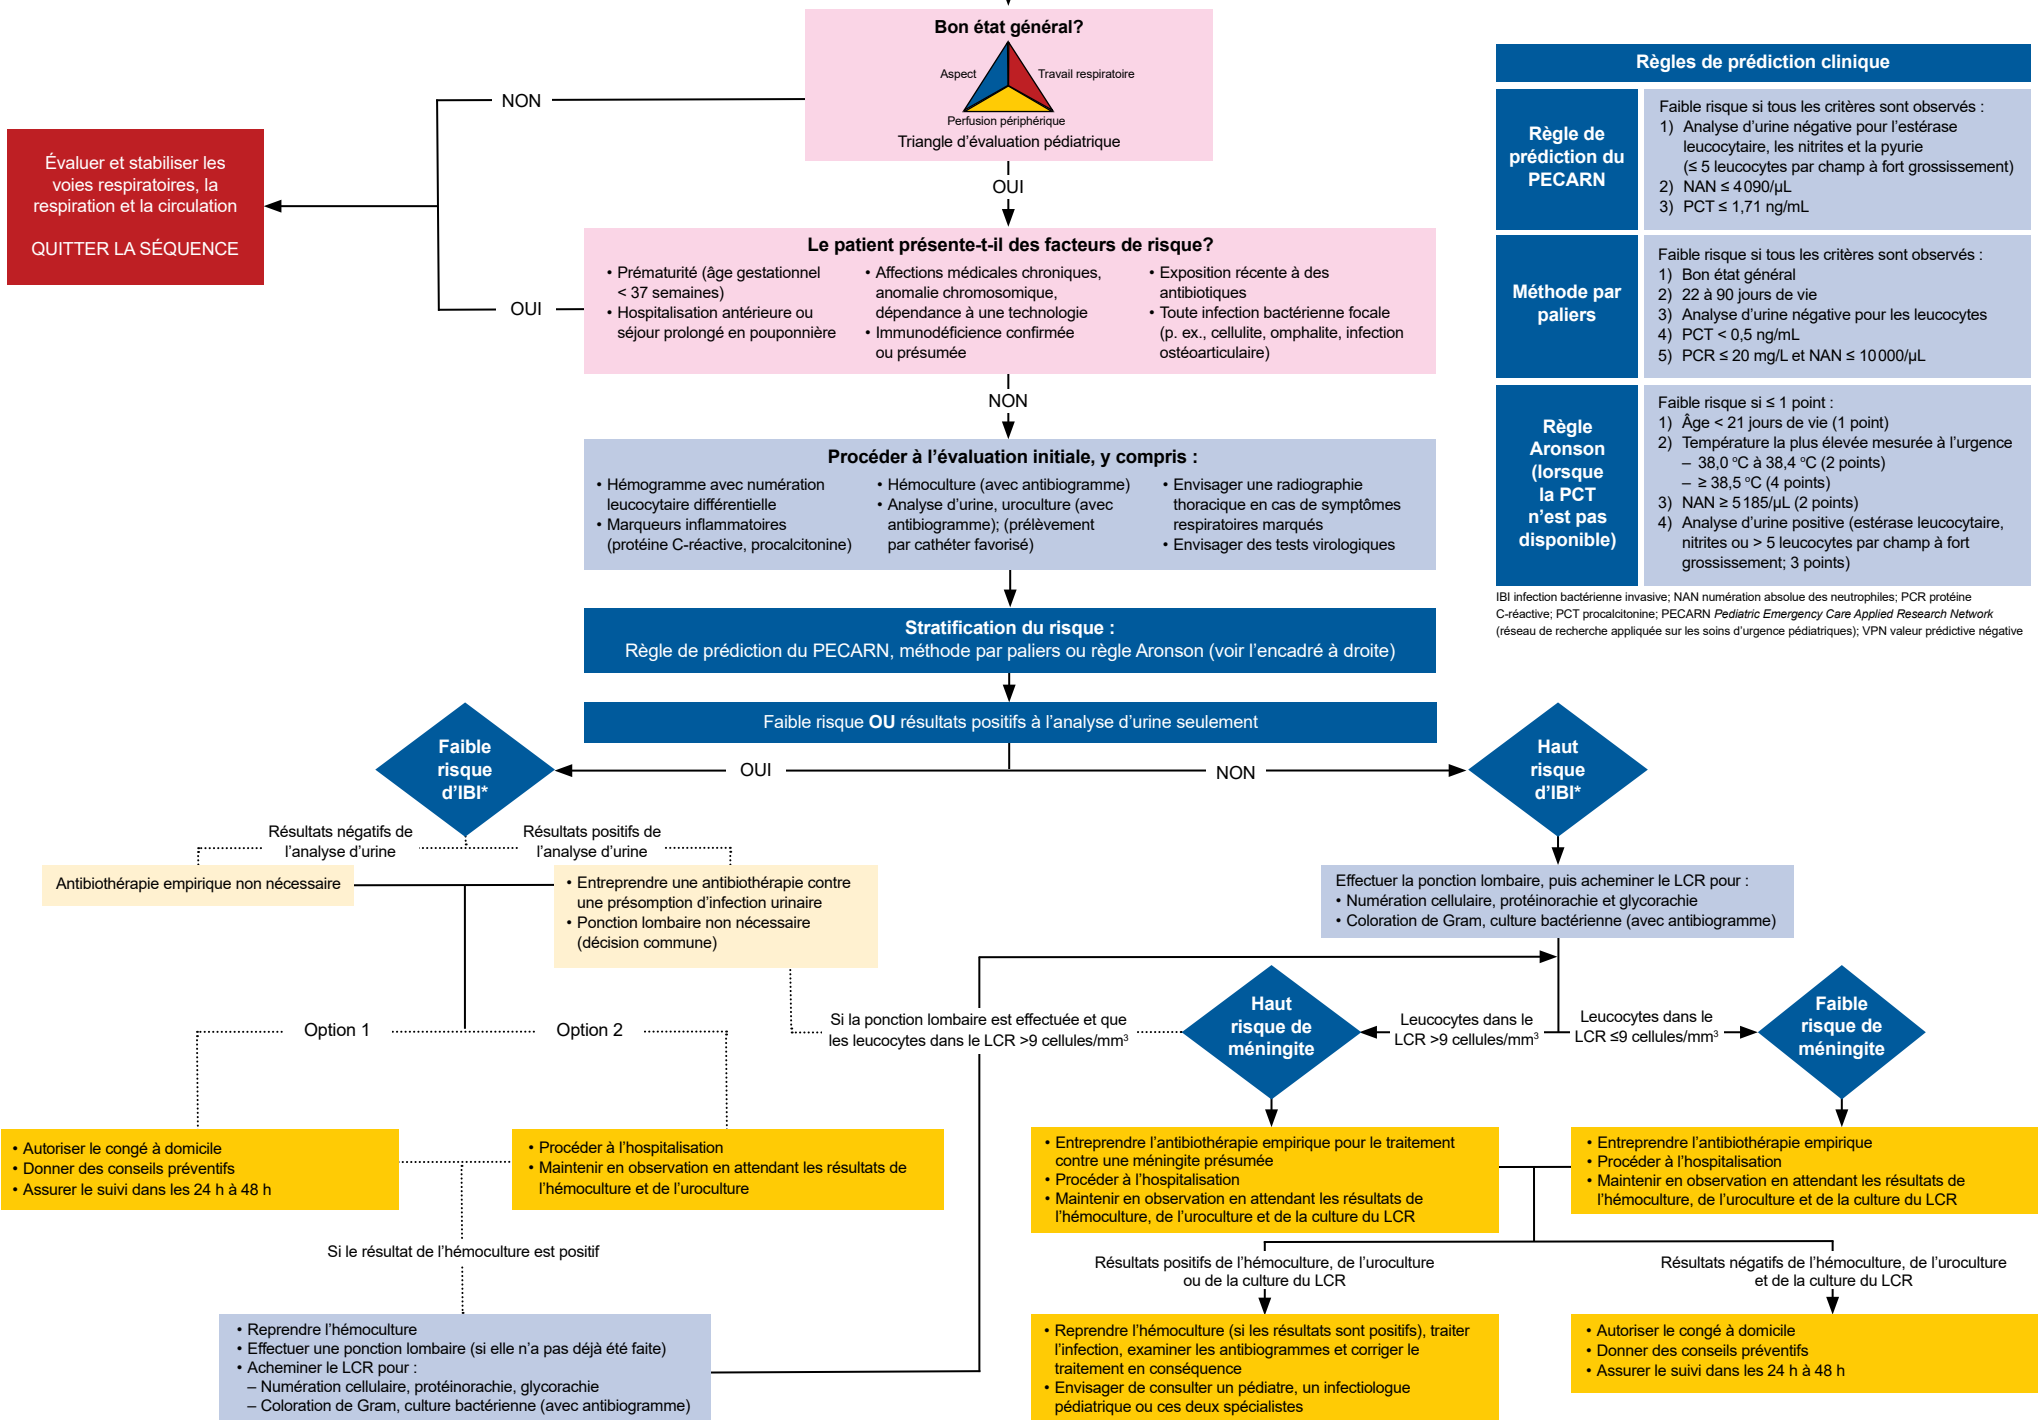 Bon état général?
Aspect
Travail respiratoire
Perfusion périphérique
Triangle d’évaluation pédiatrique
NON
OUI
Évaluer et stabiliser les
voies respiratoires, la
respiration et la circulation
QUITTER LA SÉQUENCE
OUI
Le patient présente-t-il des facteurs de risque?
• Prématurité (âge gestationnel
< 37 semaines)
• Hospitalisation antérieure ou
séjour prolongé en pouponnière
• Affections médicales chroniques,
anomalie chromosomique,
dépendance à une technologie
• Immunodéficience confirmée
ou présumée
• Exposition récente à des
antibiotiques
• Toute infection bactérienne focale
(p. ex., cellulite, omphalite, infection
ostéoarticulaire)
NON
Procéder à l’évaluation initiale, y compris :
• Hémogramme avec numération
leucocytaire différentielle
• Marqueurs inflammatoires
(protéine C-réactive, procalcitonine)
• Hémoculture (avec antibiogramme)
• Analyse d’urine, uroculture (avec
antibiogramme); (prélèvement
par cathéter favorisé)
• Envisager une radiographie
thoracique en cas de symptômes
respiratoires marqués
• Envisager des tests virologiques
Stratification du risque :
Règle de prédiction du PECARN, méthode par paliers ou règle Aronson (voir l’encadré à droite)
Faible risque OU résultats positifs à l’analyse d’urine seulement
Règles de prédiction clinique
Règle de
prédiction du
PECARN
Faible risque si tous les critères sont observés :
1) Analyse d’urine négative pour l’estérase
leucocytaire, les nitrites et la pyurie
(≤ 5 leucocytes par champ à fort grossissement)
2) NAN ≤ 4 090/µL
3) PCT ≤ 1,71 ng/mL
Méthode par
paliers
Faible risque si tous les critères sont observés :
1) Bon état général
2) 22 à 90 jours de vie
3) Analyse d’urine négative pour les leucocytes
4) PCT < 0,5 ng/mL
5) PCR ≤ 20 mg/L et NAN ≤ 10 000/µL
Règle
Aronson
(lorsque
la PCT
n’est pas
disponible)
Faible risque si ≤ 1 point :
1) Âge < 21 jours de vie (1 point)
2) Température la plus élevée mesurée à l’urgence
– 38,0 °C à 38,4 °C (2 points)
– ≥ 38,5 °C (4 points)
3) NAN ≥ 5 185/µL (2 points)
4) Analyse d’urine positive (estérase leucocytaire,
nitrites ou > 5 leucocytes par champ à fort
grossissement; 3 points)
IBI infection bactérienne invasive; NAN numération absolue des neutrophiles; PCR protéine
C-réactive; PCT procalcitonine; PECARN Pediatric Emergency Care Applied Research Network
(réseau de recherche appliquée sur les soins d’urgence pédiatriques); VPN valeur prédictive négative
Faible
risque
d’IBI*
OUI
NON
Haut
risque
d’IBI*
Résultats négatifs de
l’analyse d’urine
Résultats positifs de
l’analyse d’urine
Antibiothérapie empirique non nécessaire
• Entreprendre une antibiothérapie contre
une présomption d’infection urinaire
• Ponction lombaire non nécessaire
(décision commune)
Effectuer la ponction lombaire, puis acheminer le LCR pour :
• Numération cellulaire, protéinorachie et glycorachie
• Coloration de Gram, culture bactérienne (avec antibiogramme)
Option 1
Option 2
Si la ponction lombaire est effectuée et que
les leucocytes dans le LCR >9 cellules/mm³
Haut
risque de
méningite
Leucocytes dans le
LCR >9 cellules/mm³
Leucocytes dans le
LCR ≤9 cellules/mm³
Faible
risque de
méningite
• Autoriser le congé à domicile
• Donner des conseils préventifs
• Assurer le suivi dans les 24 h à 48 h
• Procéder à l’hospitalisation
• Maintenir en observation en attendant les résultats de
l’hémoculture et de l’uroculture
• Entreprendre l’antibiothérapie empirique pour le traitement
contre une méningite présumée
• Procéder à l’hospitalisation
• Maintenir en observation en attendant les résultats de
l’hémoculture, de l’uroculture et de la culture du LCR
• Entreprendre l’antibiothérapie empirique
• Procéder à l’hospitalisation
• Maintenir en observation en attendant les résultats de
l’hémoculture, de l’uroculture et de la culture du LCR
Si le résultat de l’hémoculture est positif
Résultats positifs de l’hémoculture, de l’uroculture
ou de la culture du LCR
Résultats négatifs de l’hémoculture, de l’uroculture
et de la culture du LCR
• Reprendre l’hémoculture
• Effectuer une ponction lombaire (si elle n’a pas déjà été faite)
• Acheminer le LCR pour :
– Numération cellulaire, protéinorachie, glycorachie
– Coloration de Gram, culture bactérienne (avec antibiogramme)
• Reprendre l’hémoculture (si les résultats sont positifs), traiter
l’infection, examiner les antibiogrammes et corriger le
traitement en conséquence
• Envisager de consulter un pédiatre, un infectiologue
pédiatrique ou ces deux spécialistes
• Autoriser le congé à domicile
• Donner des conseils préventifs
• Assurer le suivi dans les 24 h à 48 h